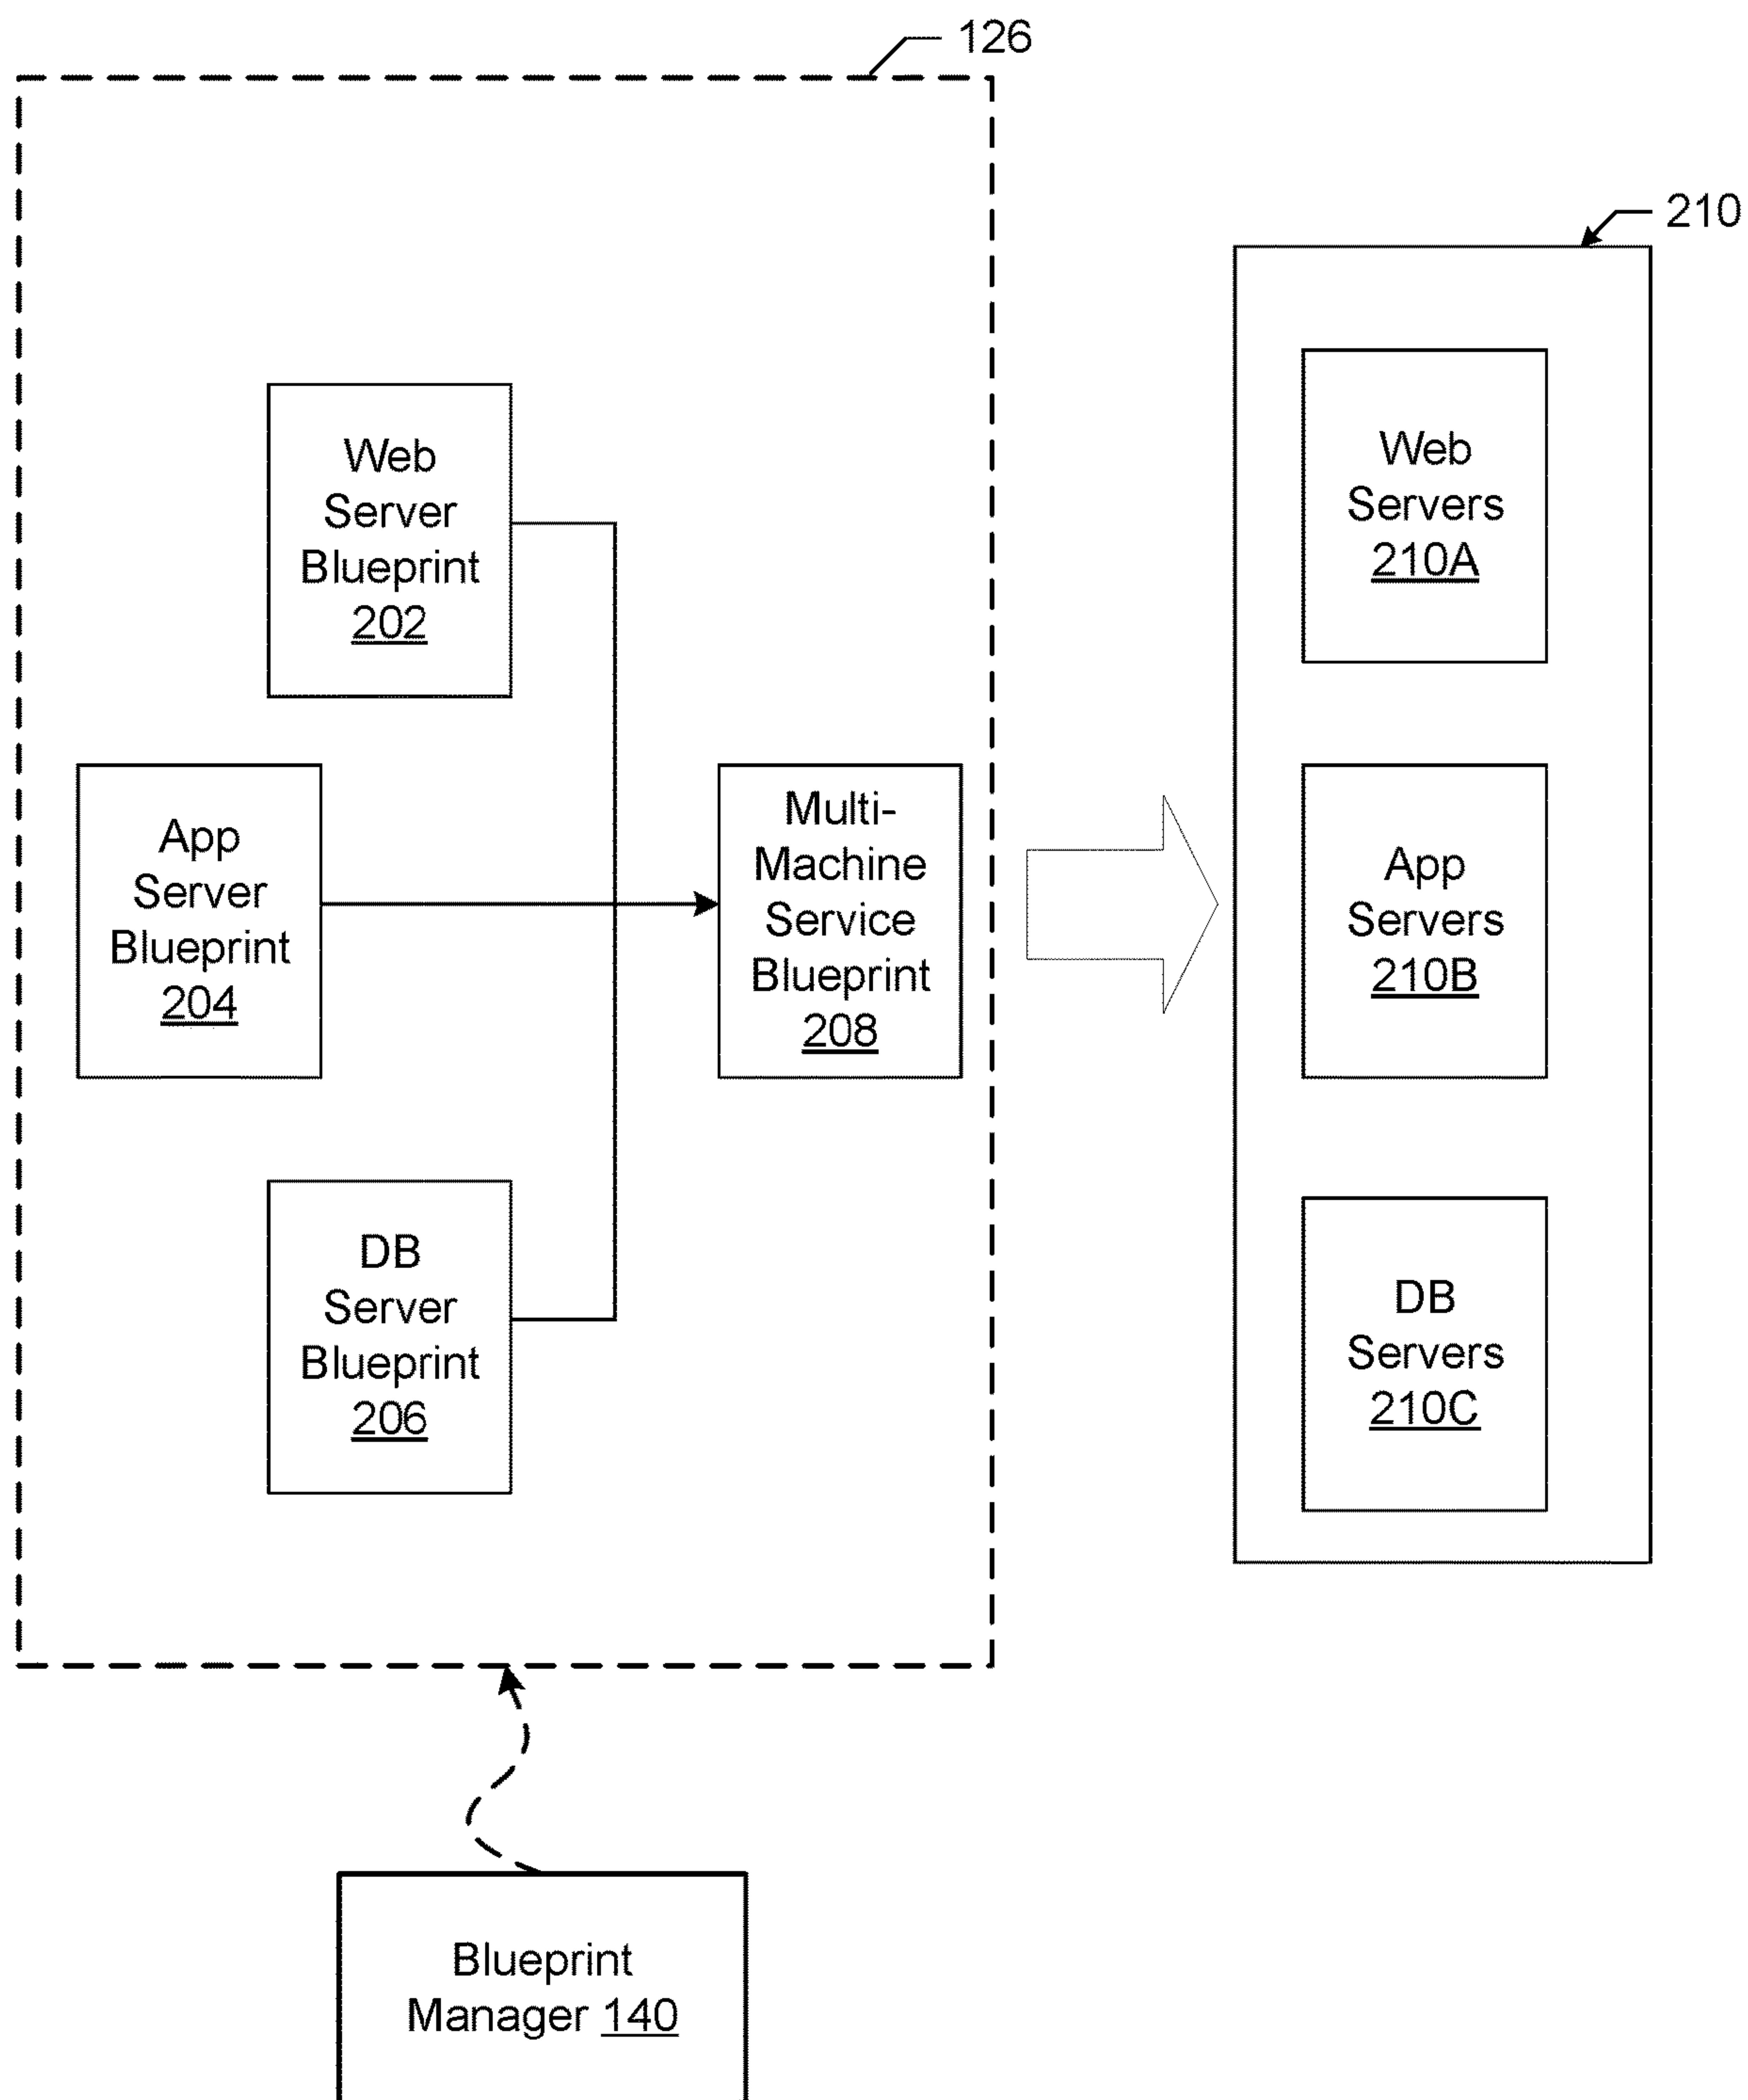 126
210
Web
Server
Blueprint
202
App
Server
Blueprint
204
DB
Server
Blueprint
206
Multi-
Machine
Service
Blueprint
208
Web
Servers
210A
App
Servers
210B
DB
Servers
210C
Blueprint
Manager 140